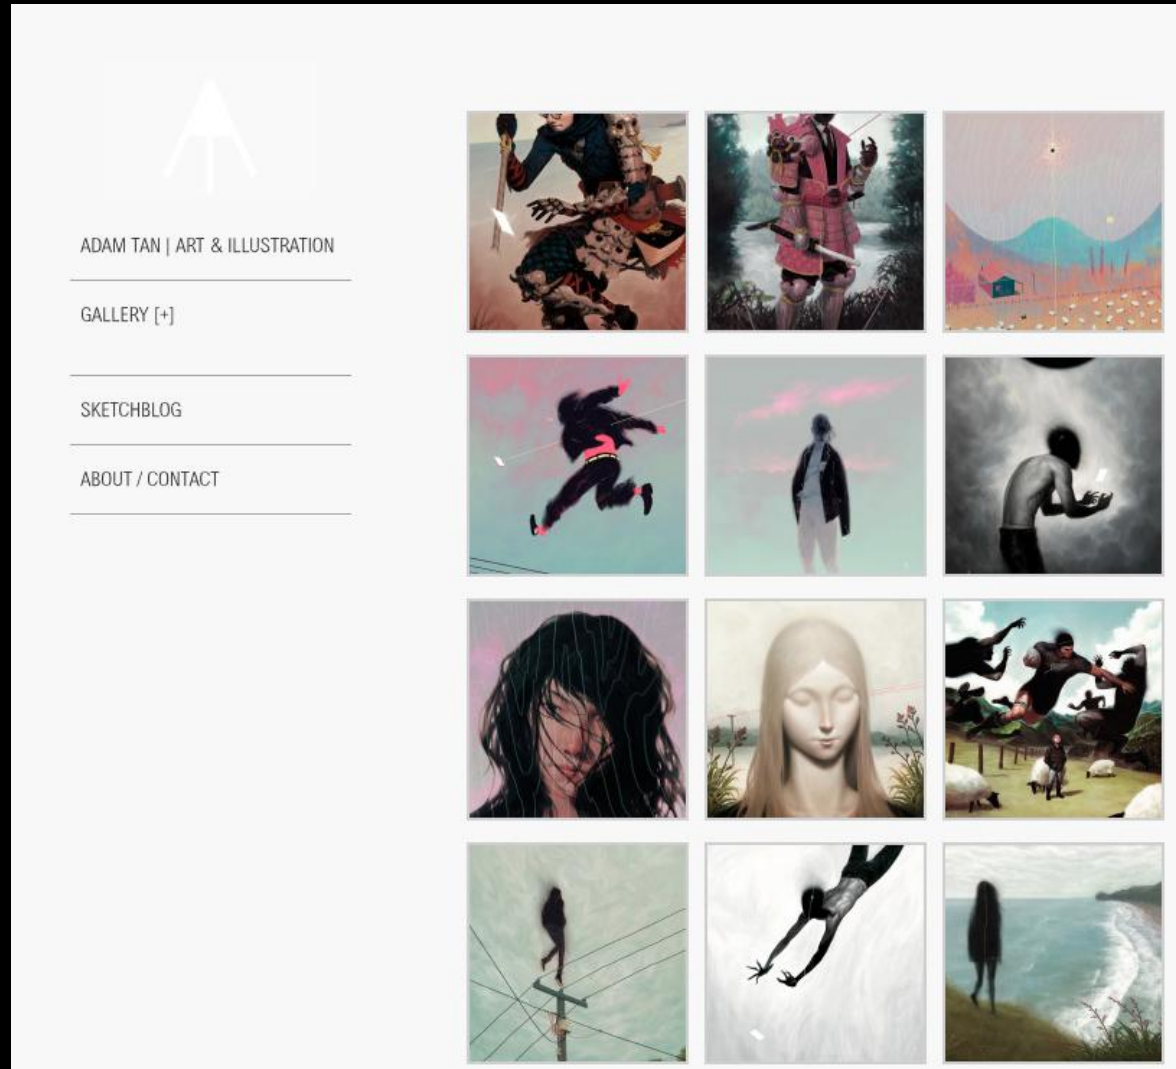 ADAM TAN | ART & ILLUSTRATION
GALLERY [+]
SKETCHBLOG
ABOUT / CONTACT